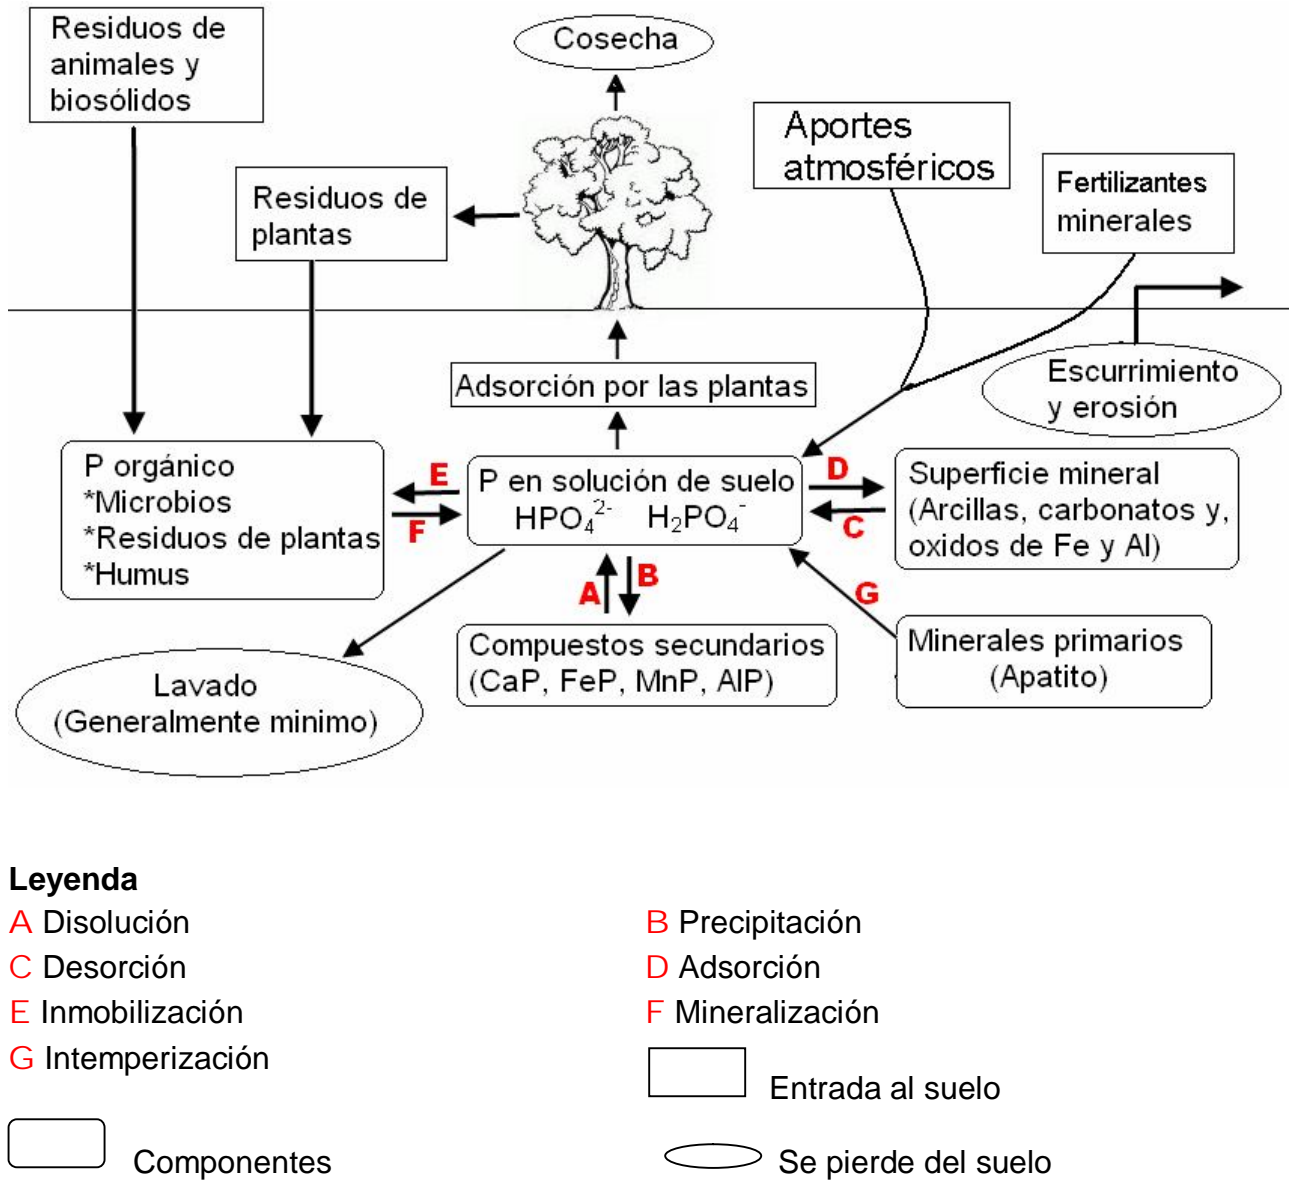 Residuos de
animales y
biosólidos
Cosecha
Aportes
atmosféricos
Fertilizantes
minerales
Residuos de
plantas
Escurrimiento
y erosión
Adsorción por las plantas
P orgánico
*Microbios
*Residuos de plantas
*Humus
E
F
P en solución de suelo
HPO₄²⁻ H₂PO₄⁻
D
C
Superficie mineral
(Arcillas, carbonatos y,
oxidos de Fe y Al)
A
B
G
Compuestos secundarios
(CaP, FeP, MnP, AlP)
Minerales primarios
(Apatito)
Lavado
(Generalmente minimo)
Leyenda
A Disolución
B Precipitación
C Desorción
D Adsorción
E Inmobilización
F Mineralización
G Intemperización
Entrada al suelo
Componentes
Se pierde del suelo